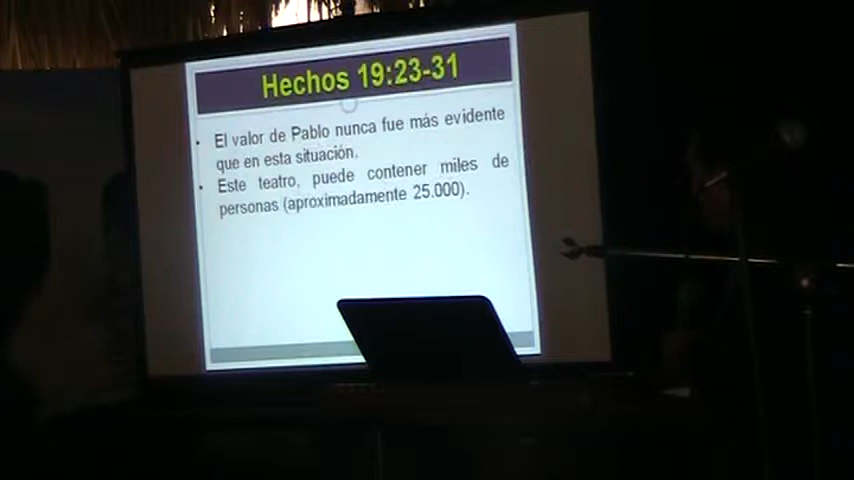 Hechos 19:23-31
• El valor de Pablo nunca fue más evidente
que en esta situación.
• Este teatro, puede contener miles de
personas (aproximadamente 25.000).